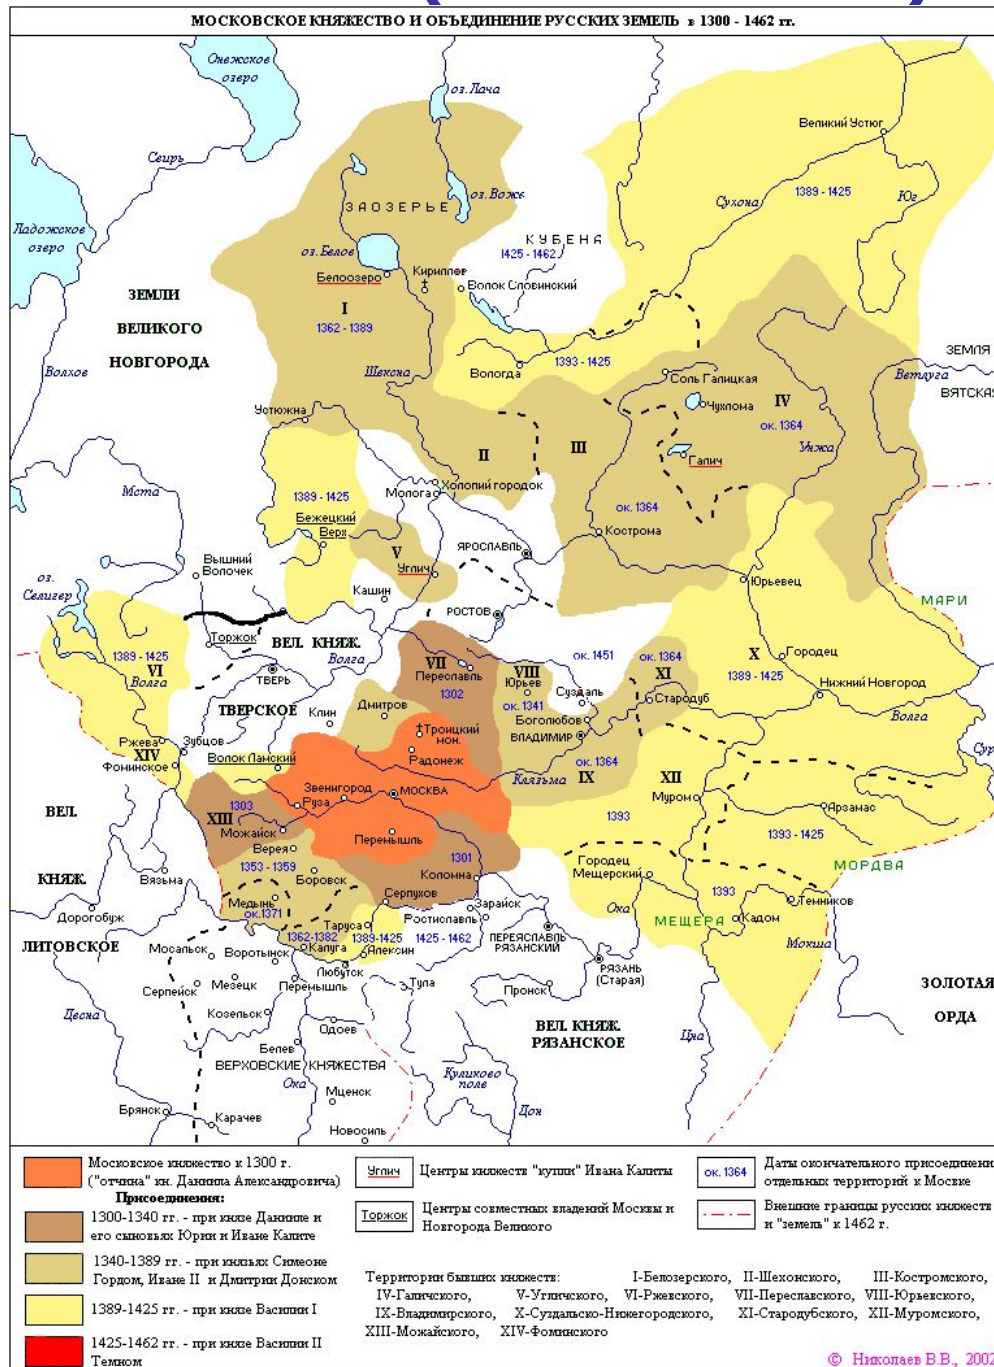 МОСКОВСКОЕ КНЯЖЕСТВО И ОБЪЕДИНЕНИЕ РУССКИХ ЗЕМЕЛЬ в 1300 - 1462 гг.
Онежское
озеро
оз. Лача
Великий Устюг
Свирь
1389 - 1425
оз. Воже
Юг
ЗАОЗЕРЬЕ
Сухона
Ладожское
озеро
КУБЕНА
1425 - 1462
оз. Белое
Белоозеро
Кириллов
Волок Словинский
ЗЕМЛИ
ВЕЛИКОГО
НОВГОРОДА
I
1362 - 1389
ЗЕМЛЯ
ВЯТСКАЯ
Волхов
Шексна
Вологда
1393 - 1425
Соль Галицкая
Ветлуга
Чухлома
IV
ок. 1364
Устюжна
II
III
Унжа
Галич
Мста
1389 - 1425
Молога
Холопий городок
ок. 1364
Бежецкий
Верх
Кострома
V
ЯРОСЛАВЛЬ
Вышний
Волочек
Углич
Юрьевец
оз.
Селигер
Кашин
МАРИ
Торжок
РОСТОВ
ВЕЛ. КНЯЖ.
1389 - 1425
VI
Волга
Волга
ок. 1451
ок. 1364
X
Городец
VII
Переславль
1302
VIII
Юрьев
ок. 1341
XI
1389 - 1425
ТВЕРЬ
Суздаль
Стародуб
Нижний Новгород
ТВЕРСКОЕ
Клин
Дмитров
Боголюбов
Волга
Ржева
Зубцов
Троицкий
мон.
ВЛАДИМИР
Сур
XIV
Фоминское
Волок Ламский
Радонеж
Клязьма
ок. 1364
IX
XII
ВЕЛ.
Звенигород
МОСКВА
Муром
Арзамас
1303
Руза
1393
XIII
Можайск
Перемышль
1393 - 1425
Верея
1353 - 1359
1301
Городец
Мещерский
МОРДВА
КНЯЖ.
Вязьма
Боровск
Коломна
Медынь
ок.1371
Серпухов
Зарайск
1393
Темников
Дорогобуж
Таруса
Ростиславль
Ока
МЕЩЕРА
Кадом
ЛИТОВСКОЕ
1362-1382
Калуга
1389-1425
Алексин
1425 - 1462
ПЕРЕЯСЛАВЛЬ
РЯЗАНСКИЙ
Мокша
Мосальск
Воротынск
Любутск
РЯЗАНЬ
(Старая)
ЗОЛОТАЯ
ОРДА
Серпейск
Мезецк
Перемышль
Тула
Пронск
Десна
Козельск
Одоев
ВЕЛ. КНЯЖ.
РЯЗАНСКОЕ
Цна
Белев
ВЕРХОВСКИЕ КНЯЖЕСТВА
Куликово
поле
Ока
Мценск
Брянск
Карачев
Дон
Новосиль
Московское княжество к 1300 г.
("отчина" кн. Даниила Александровича)
Присоединения:
1300-1340 гг. - при князе Данииле и
его сыновьях Юрии и Иване Калите
1340-1389 гг. - при князьях Симеоне
Гордом, Иване II и Дмитрии Донском
1389-1425 гг. - при князе Василии I
1425-1462 гг. - при князе Василии II
Темном
Углич Центры княжеств "купли" Ивана Калиты
Торжок Центры совместных владений Москвы и
Новгорода Великого
ок. 1364 Даты окончательного присоединени
отдельных территорий к Москве
Внешние границы русских княжеств
и "земель" к 1462 г.
Территории бывших княжеств: I-Белозерского, II-Шехонского, III-Костромского,
IV-Галичского, V-Угличского, VI-Ржевского, VII-Переславского, VIII-Юрьевского,
IX-Владимирского, X-Суздальско-Нижегородского, XI-Стародубского, XII-Муромского,
XIII-Можайского, XIV-Фоминского
© Николаев В.В., 2002